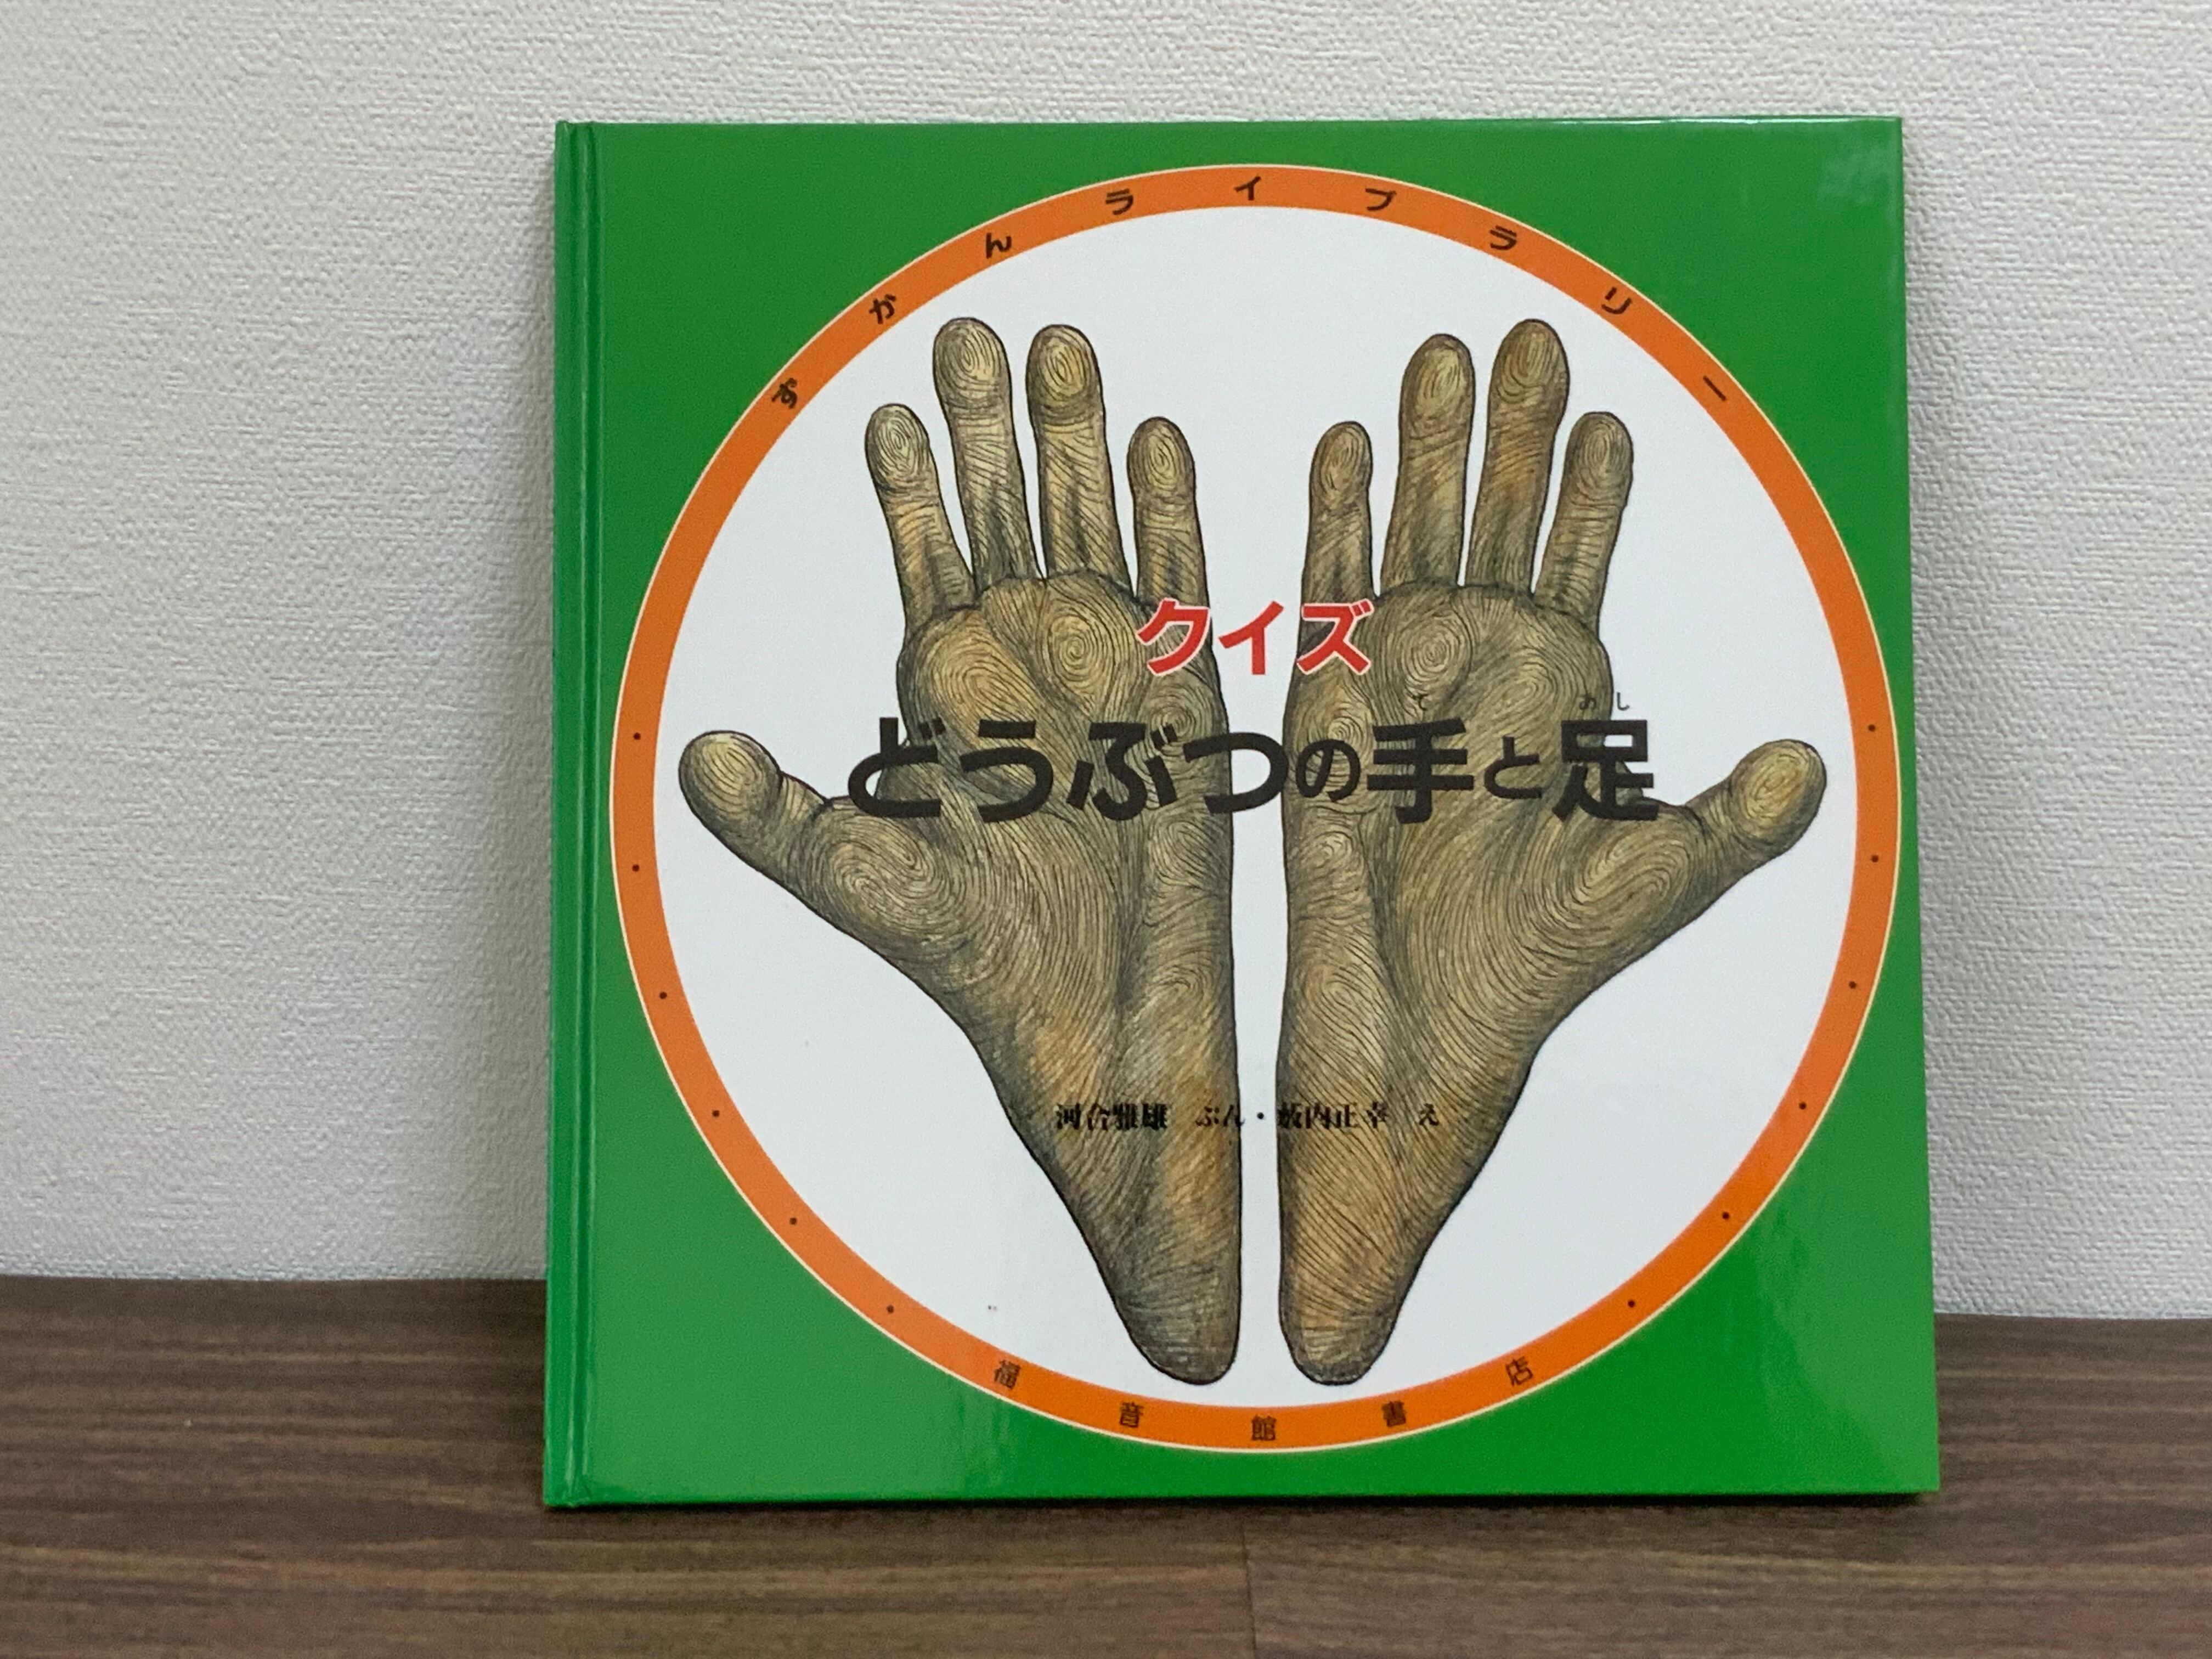 ずかんライブラリー
クイズ
て あし
どうぶつの手と足
河合雅雄 ぶん・薮内正幸 え
福音館書店